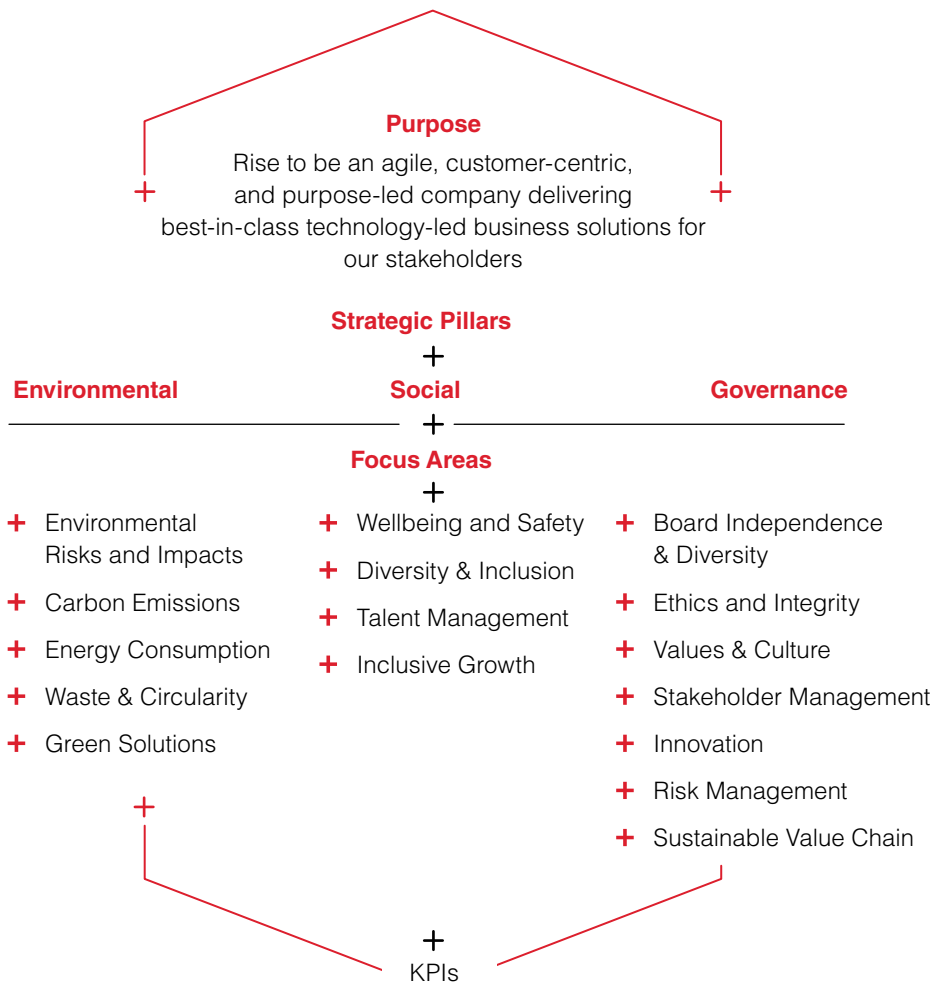 Purpose
Rise to be an agile, customer-centric,
and purpose-led company delivering
best-in-class technology-led business solutions for
our stakeholders
Strategic Pillars
Environmental
Social
Governance
Focus Areas
Environmental
Risks and Impacts
Carbon Emissions
Energy Consumption
Waste & Circularity
Green Solutions
Wellbeing and Safety
Diversity & Inclusion
Talent Management
Inclusive Growth
Board Independence
& Diversity
Ethics and Integrity
Values & Culture
Stakeholder Management
Innovation
Risk Management
Sustainable Value Chain
KPIs